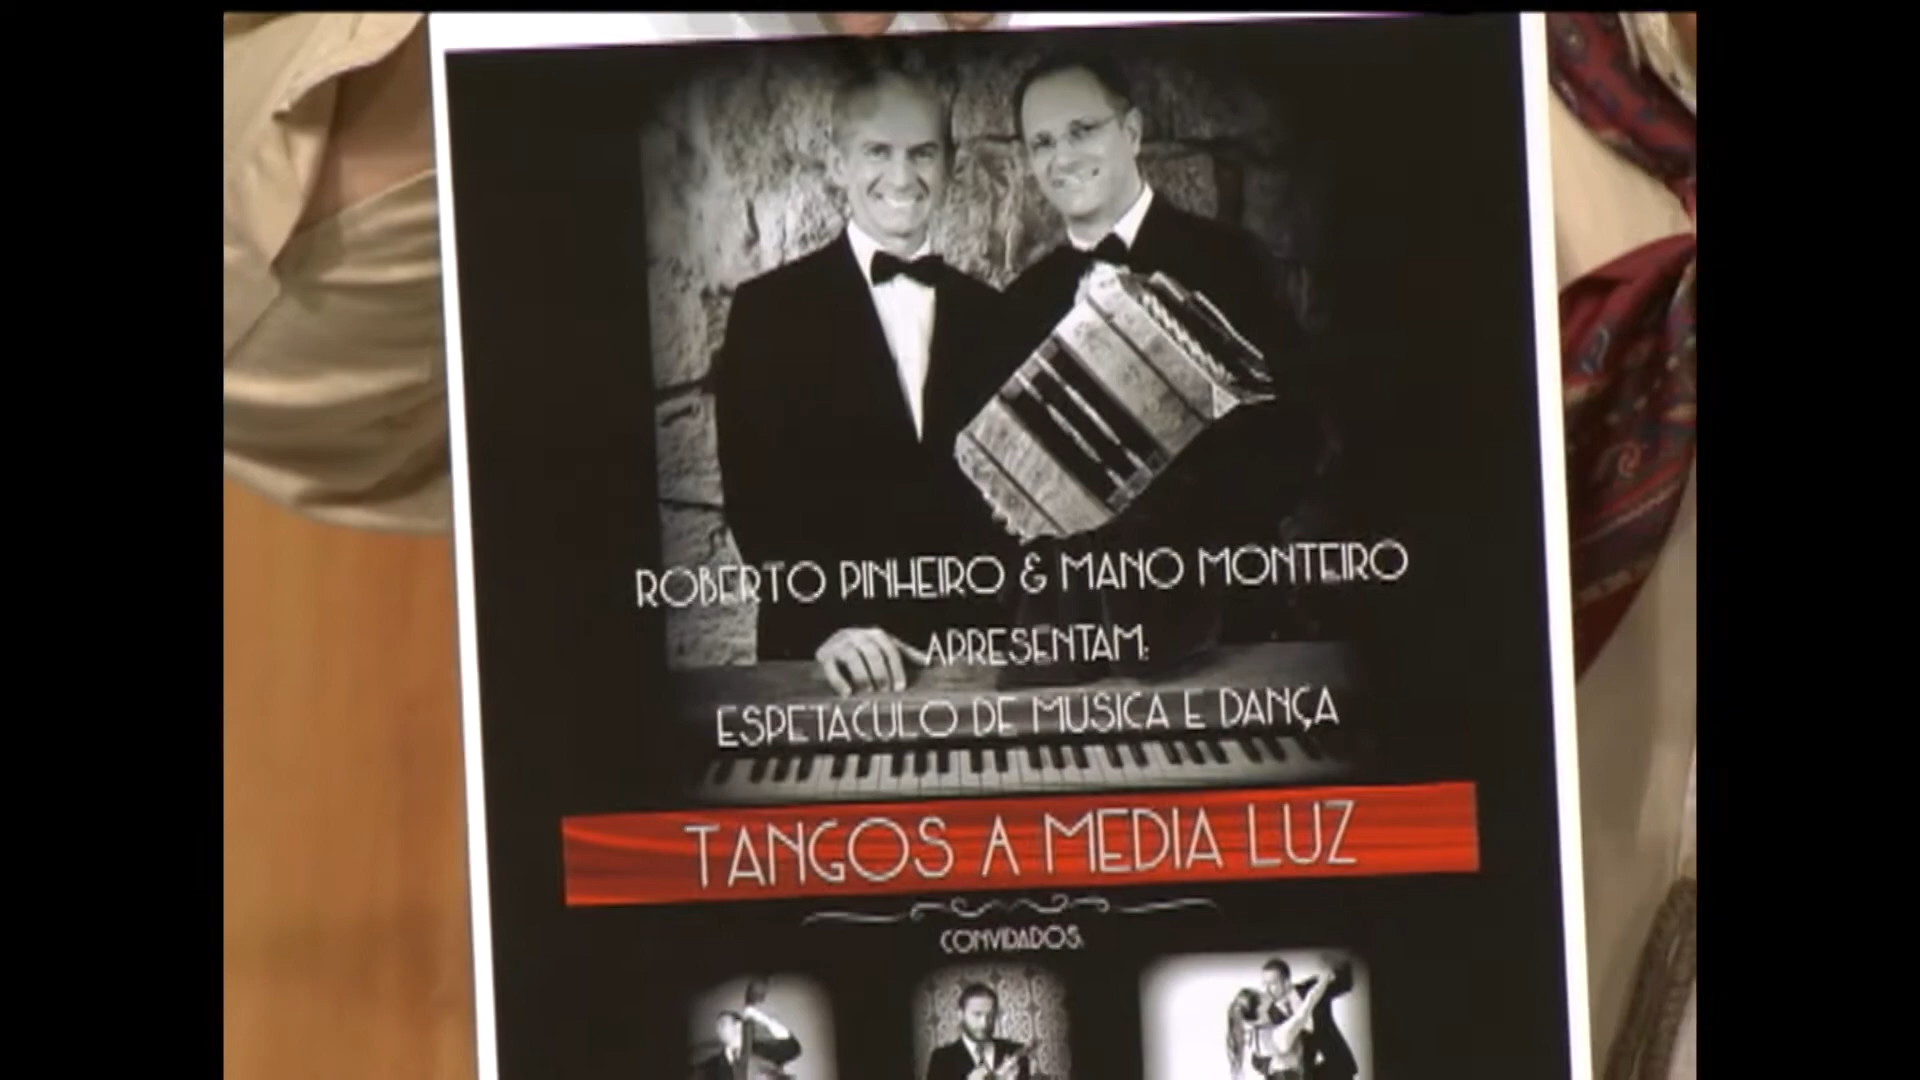 ROBERTO PINHEIRO & MANO MONTEIRO
APRESENTAM:
ESPETACULO DE MUSICA E DANÇA
TANGOS A MEDIA LUZ
CONVIDADOS: